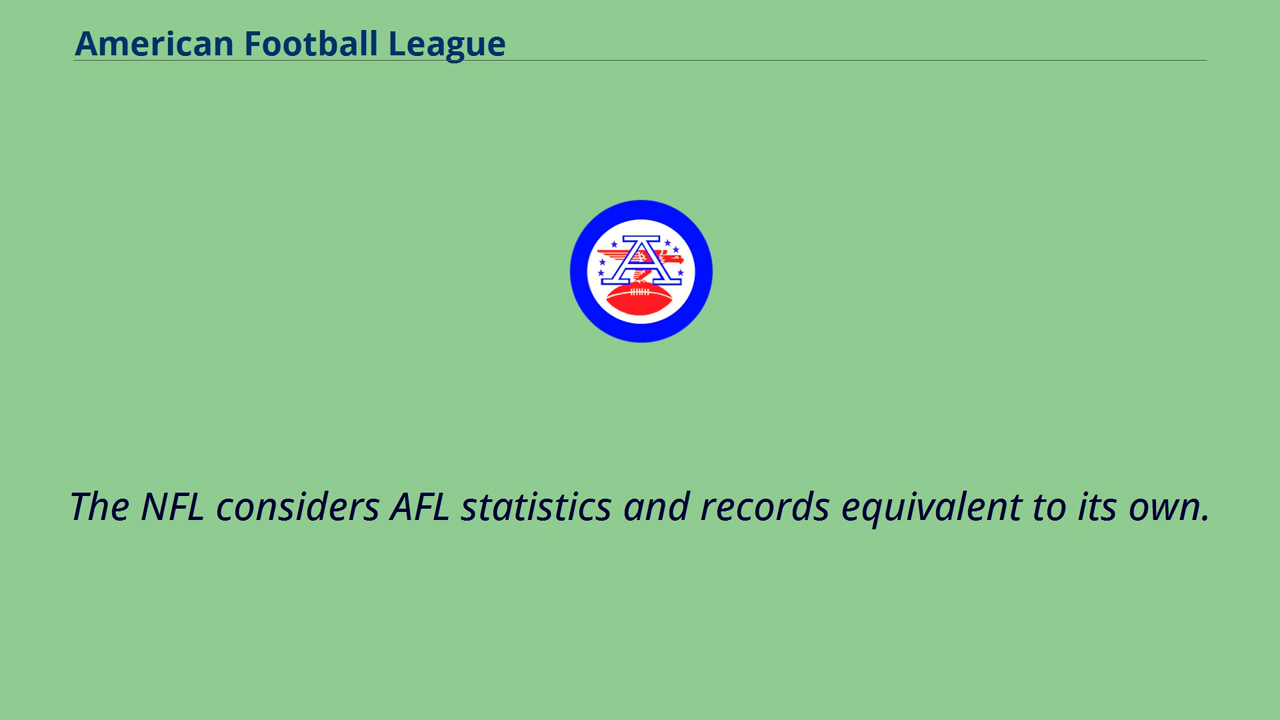 American Football League
A
The NFL considers AFL statistics and records equivalent to its own.